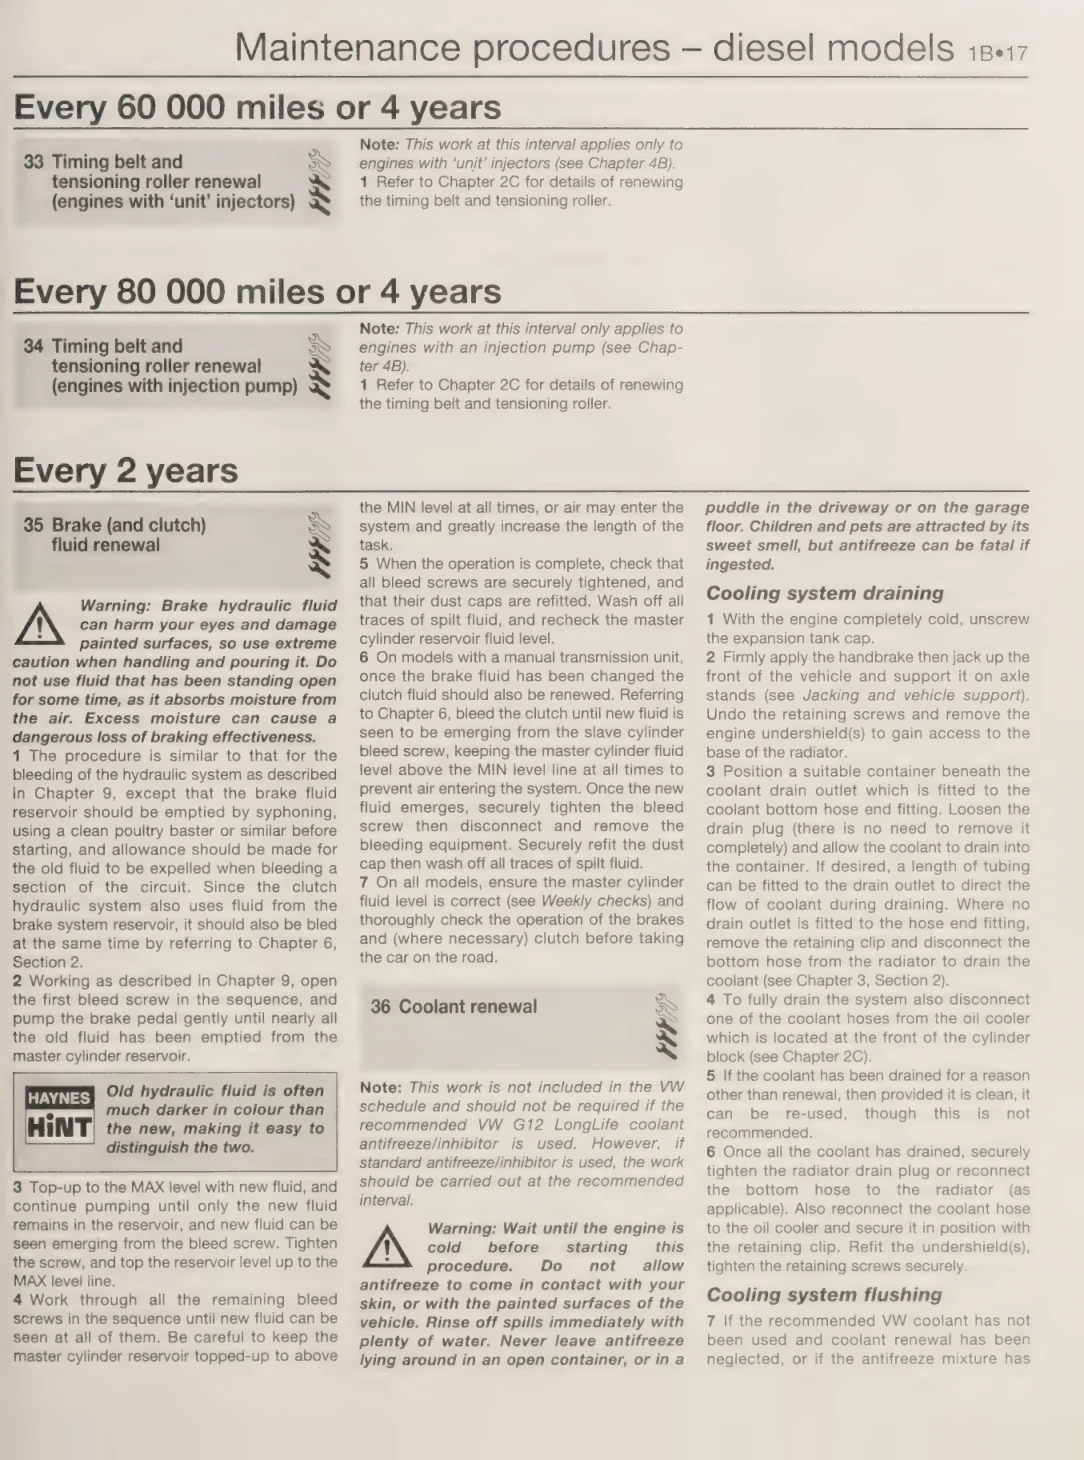 Maintenance procedures – diesel models 1B•17
Every 60 000 miles or 4 years
33 Timing belt and
tensioning roller renewal
(engines with ‘unit’ injectors)
Note: This work at this interval applies only to
engines with ‘unit’ injectors (see Chapter 4B).
1 Refer to Chapter 2C for details of renewing
the timing belt and tensioning roller.
Every 80 000 miles or 4 years
34 Timing belt and
tensioning roller renewal
(engines with injection pump)
Note: This work at this interval only applies to
engines with an injection pump (see Chap-
ter 4B).
1 Refer to Chapter 2C for details of renewing
the timing belt and tensioning roller.
Every 2 years
35 Brake (and clutch)
fluid renewal
Warning: Brake hydraulic fluid
can harm your eyes and damage
painted surfaces, so use extreme
caution when handling and pouring it. Do
not use fluid that has been standing open
for some time, as it absorbs moisture from
the air. Excess moisture can cause a
dangerous loss of braking effectiveness.
1 The procedure is similar to that for the
bleeding of the hydraulic system as described
in Chapter 9, except that the brake fluid
reservoir should be emptied by syphoning,
using a clean poultry baster or similar before
starting, and allowance should be made for
the old fluid to be expelled when bleeding a
section of the circuit. Since the clutch
hydraulic system also uses fluid from the
brake system reservoir, it should also be bled
at the same time by referring to Chapter 6,
Section 2.
2 Working as described in Chapter 9, open
the first bleed screw in the sequence, and
pump the brake pedal gently until nearly all
the old fluid has been emptied from the
master cylinder reservoir.
HAYNES
HiNT
Old hydraulic fluid is often
much darker in colour than
the new, making it easy to
distinguish the two.
3 Top-up to the MAX level with new fluid, and
continue pumping until only the new fluid
remains in the reservoir, and new fluid can be
seen emerging from the bleed screw. Tighten
the screw, and top the reservoir level up to the
MAX level line.
4 Work through all the remaining bleed
screws in the sequence until new fluid can be
seen at all of them. Be careful to keep the
master cylinder reservoir topped-up to above
the MIN level at all times, or air may enter the
system and greatly increase the length of the
task.
5 When the operation is complete, check that
all bleed screws are securely tightened, and
that their dust caps are refitted. Wash off all
traces of spilt fluid, and recheck the master
cylinder reservoir fluid level.
6 On models with a manual transmission unit,
once the brake fluid has been changed the
clutch fluid should also be renewed. Referring
to Chapter 6, bleed the clutch until new fluid is
seen to be emerging from the slave cylinder
bleed screw, keeping the master cylinder fluid
level above the MIN level line at all times to
prevent air entering the system. Once the new
fluid emerges, securely tighten the bleed
screw then disconnect and remove the
bleeding equipment. Securely refit the dust
cap then wash off all traces of spilt fluid.
7 On all models, ensure the master cylinder
fluid level is correct (see Weekly checks) and
thoroughly check the operation of the brakes
and (where necessary) clutch before taking
the car on the road.
36 Coolant renewal
Note: This work is not included in the VW
schedule and should not be required if the
recommended VW G12 LongLife coolant
antifreeze/inhibitor is used. However, if
standard antifreeze/inhibitor is used, the work
should be carried out at the recommended
interval.
Warning: Wait until the engine is
cold before starting this
procedure. Do not allow
antifreeze to come in contact with your
skin, or with the painted surfaces of the
vehicle. Rinse off spills immediately with
plenty of water. Never leave antifreeze
lying around in an open container, or in a
puddle in the driveway or on the garage
floor. Children and pets are attracted by its
sweet smell, but antifreeze can be fatal if
ingested.
Cooling system draining
1 With the engine completely cold, unscrew
the expansion tank cap.
2 Firmly apply the handbrake then jack up the
front of the vehicle and support it on axle
stands (see Jacking and vehicle support).
Undo the retaining screws and remove the
engine undershield(s) to gain access to the
base of the radiator.
3 Position a suitable container beneath the
coolant drain outlet which is fitted to the
coolant bottom hose end fitting. Loosen the
drain plug (there is no need to remove it
completely) and allow the coolant to drain into
the container. If desired, a length of tubing
can be fitted to the drain outlet to direct the
flow of coolant during draining. Where no
drain outlet is fitted to the hose end fitting,
remove the retaining clip and disconnect the
bottom hose from the radiator to drain the
coolant (see Chapter 3, Section 2).
4 To fully drain the system also disconnect
one of the coolant hoses from the oil cooler
which is located at the front of the cylinder
block (see Chapter 2C).
5 If the coolant has been drained for a reason
other than renewal, then provided it is clean, it
can be re-used, though this is not
recommended.
6 Once all the coolant has drained, securely
tighten the radiator drain plug or reconnect
the bottom hose to the radiator (as
applicable). Also reconnect the coolant hose
to the oil cooler and secure it in position with
the retaining clip. Refit the undershield(s),
tighten the retaining screws securely.
Cooling system flushing
7 If the recommended VW coolant has not
been used and coolant renewal has been
neglected, or if the antifreeze mixture has